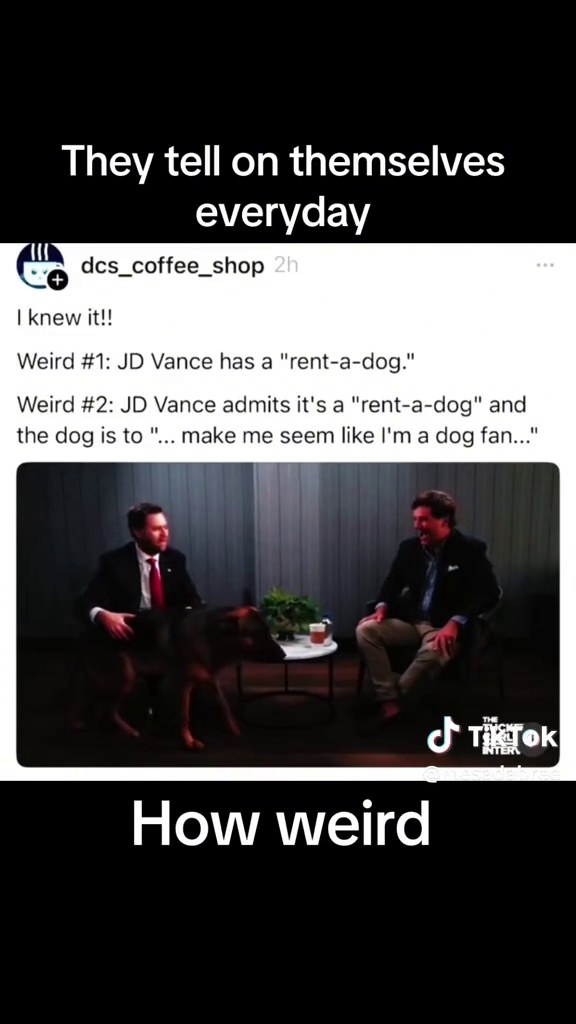 They tell on themselves
everyday
dcs_coffee_shop 2h
I knew it!!
Weird #1: JD Vance has a "rent-a-dog."
Weird #2: JD Vance admits it's a "rent-a-dog" and
the dog is to "... make me seem like I'm a dog fan..."
THE
TikTok
How weird